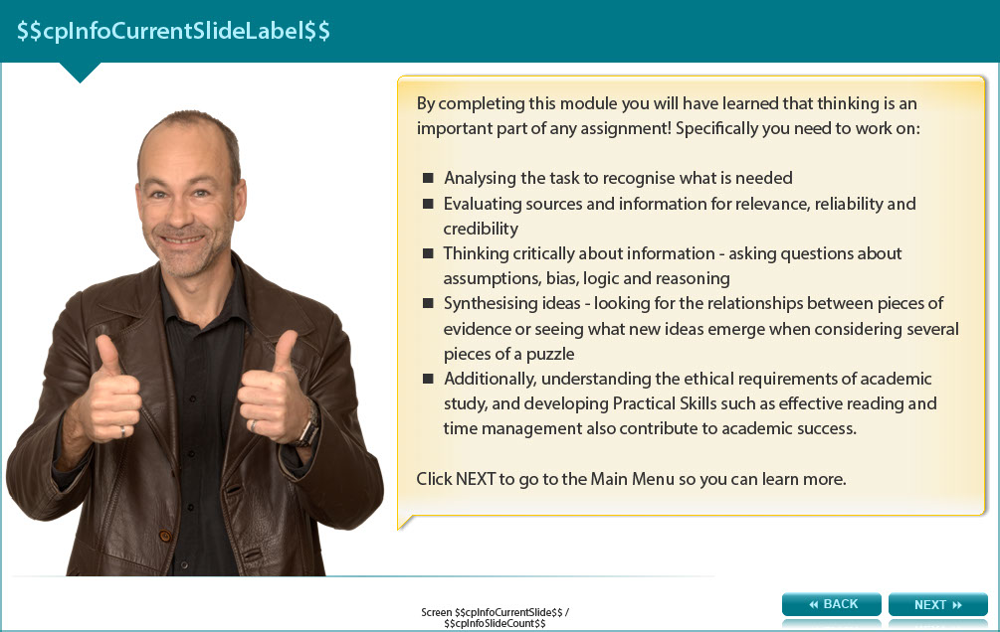 $$cpInfoCurrentSlideLabel$$
By completing this module you will have learned that thinking is an
important part of any assignment! Specifically you need to work on:
■ Analysing the task to recognise what is needed
■ Evaluating sources and information for relevance, reliability and
credibility
■ Thinking critically about information - asking questions about
assumptions, bias, logic and reasoning
■ Synthesising ideas - looking for the relationships between pieces of
evidence or seeing what new ideas emerge when considering several
pieces of a puzzle
■ Additionally, understanding the ethical requirements of academic
study, and developing Practical Skills such as effective reading and
time management also contribute to academic success.
Click NEXT to go to the Main Menu so you can learn more.
Screen $$cpInfoCurrentSlide$$ /
$$cpInfoSlideCount$$
BACK
NEXT